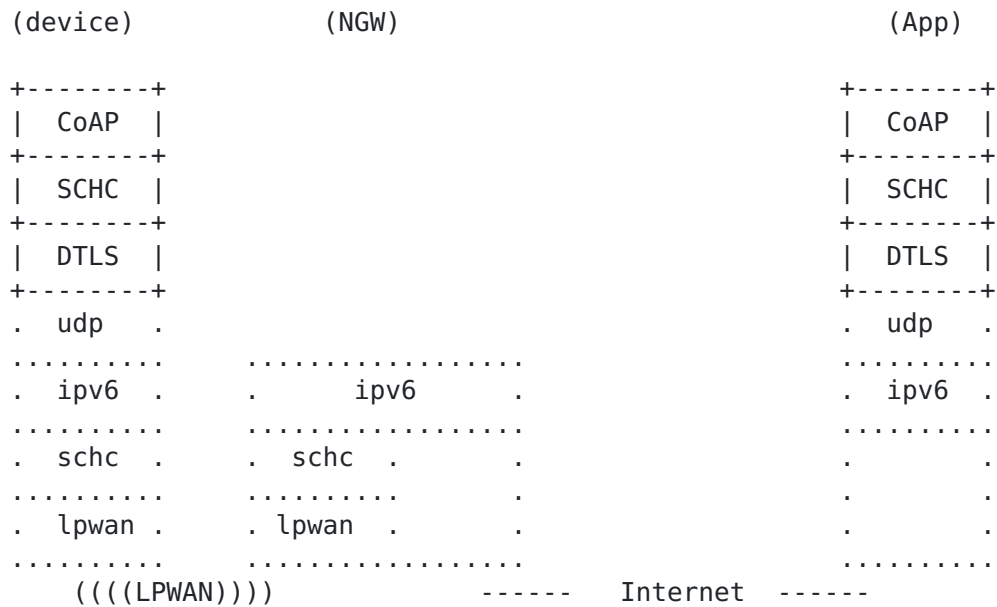 (device)            (NGW)                                (App)

+--------+                                           +--------+
|  CoAP  |                                           |  CoAP  |
+--------+                                           +--------+
|  SCHC  |                                           |  SCHC  |
+--------+                                           +--------+
|  DTLS  |                                           |  DTLS  |
+--------+                                           +--------+
.  udp   .                                           .  udp   .
..........     ..................                    ..........
.  ipv6  .     .      ipv6      .                    .  ipv6  .
..........     ..................                    ..........
.  schc  .     .  schc  .       .                    .        .
..........     ..........       .                    .        .
.  lpwan .     . lpwan  .       .                    .        .
..........     ..................                    ..........
    ((((LPWAN))))             ------   Internet  ------